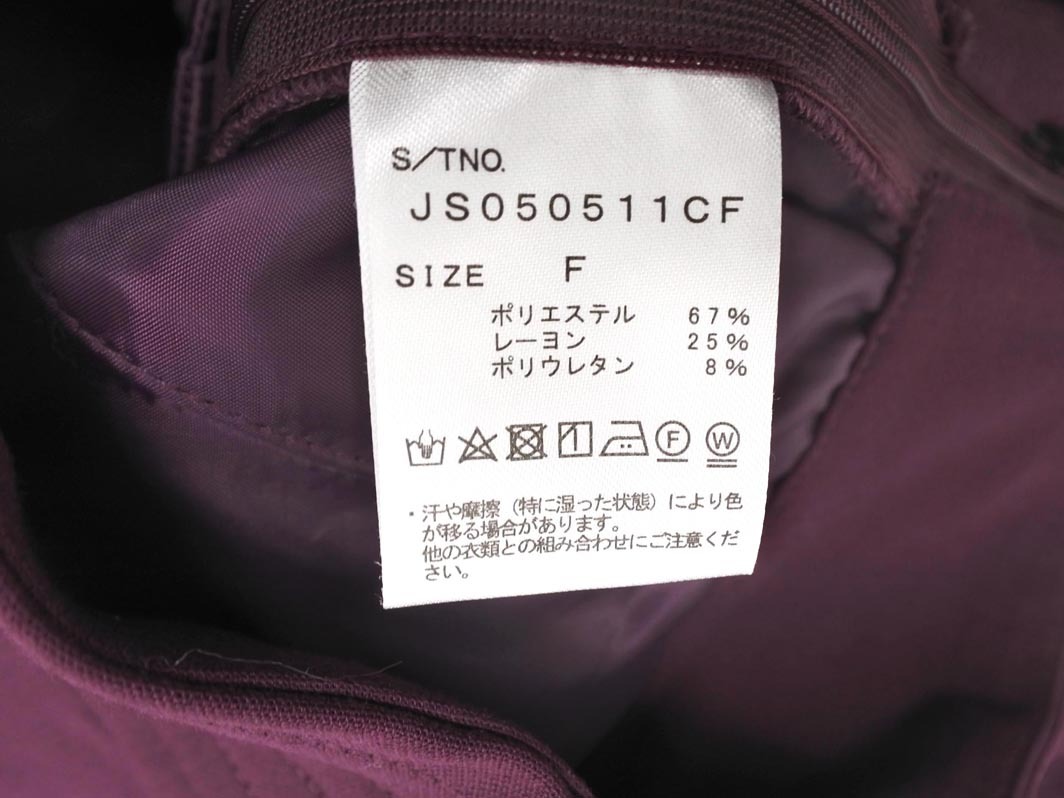 S/TNO.
JS050511CF
SIZE F
ポリエステル 67%
レーヨン 25%
ポリウレタン 8%
F W
・汗や摩擦(特に湿った状態)により色
が移る場合があります。
他の衣類との組み合わせにご注意くだ
さい。